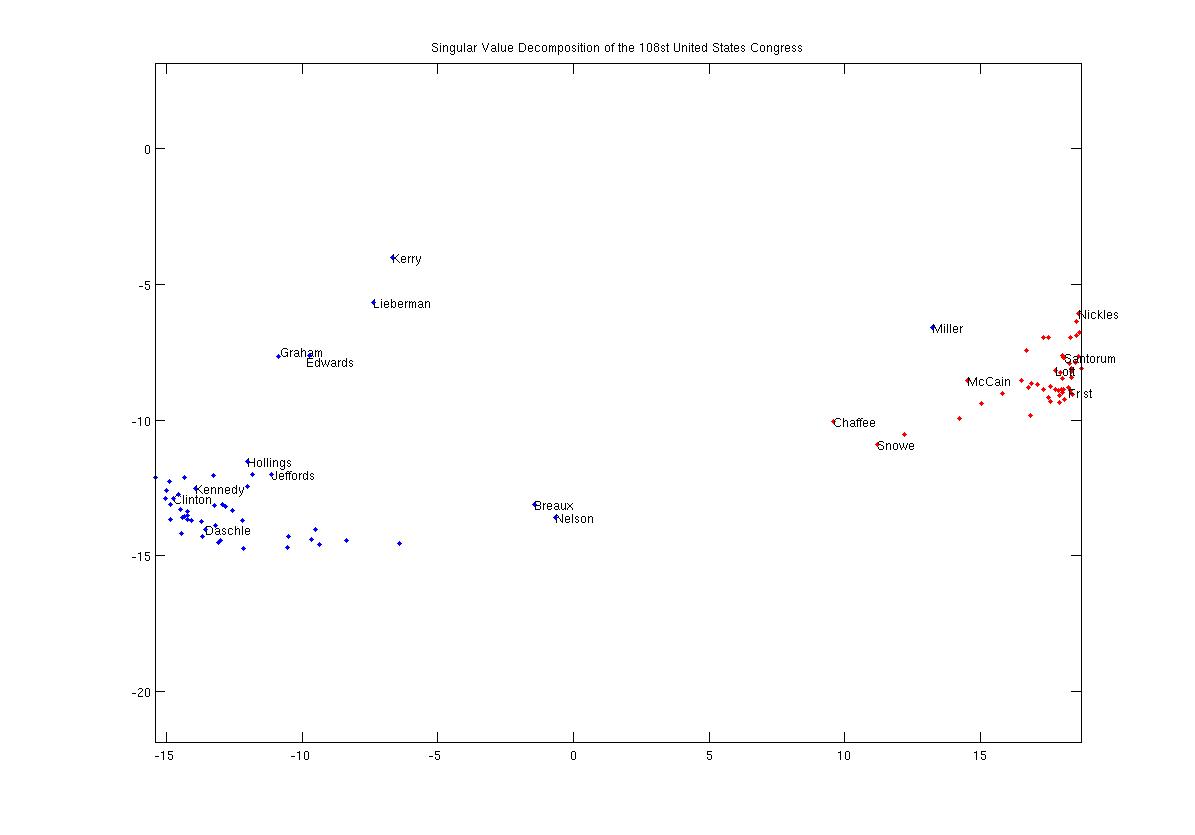 Singular Value Decomposition of the 108st United States Congress
0
-5
-10
-15
-20
Kerry
Lieberman
Graham
Edwards
Miller
Nickles
Santorum
Lott
McCain
Frist
Chaffee
Snowe
Hollings
Jeffords
Kennedy
Clinton
Daschle
Breaux
Nelson
-15 -10 -5 0 5 10 15